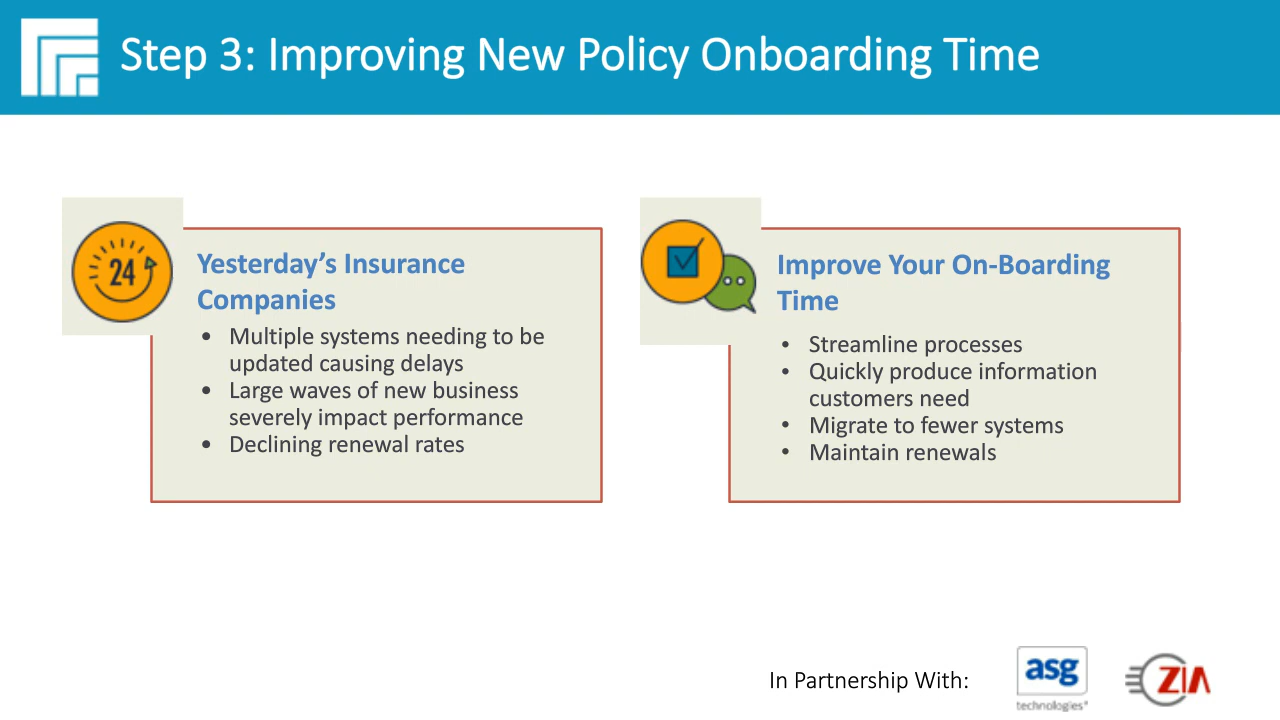 Step 3: Improving New Policy Onboarding Time
24
Yesterday’s Insurance
Companies
• Multiple systems needing to be
updated causing delays
• Large waves of new business
severely impact performance
• Declining renewal rates
Improve Your On-Boarding
Time
• Streamline processes
• Quickly produce information
customers need
• Migrate to fewer systems
• Maintain renewals
In Partnership With:
asg
technologies
ZIA